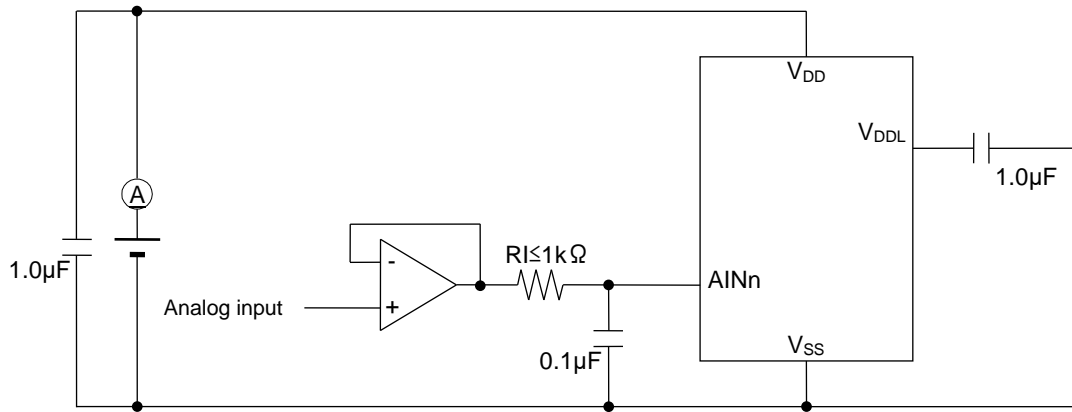 VDD
VDDL
1.0µF
A
1.0µF
RI≤1kΩ
-
+
AINn
Analog input
0.1µF
VSS